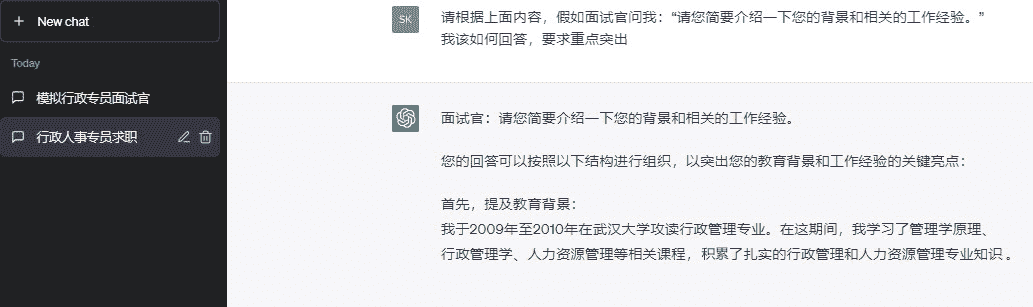 New chat
Today
模拟行政专员面试官
行政人事专员求职
SK
请根据上面内容，假如面试官问我：“请您简要介绍一下您的背景和相关的工作经验。”
我该如何回答，要求重点突出
面试官：请您简要介绍一下您的背景和相关的工作经验。
您的回答可以按照以下结构进行组织，以突出您的教育背景和工作经验的关键亮点：
首先，提及教育背景：
我于2009年至2010年在武汉大学攻读行政管理专业。在这期间，我学习了管理学原理、
行政管理学、人力资源管理等相关课程，积累了扎实的行政管理和人力资源管理专业知识。